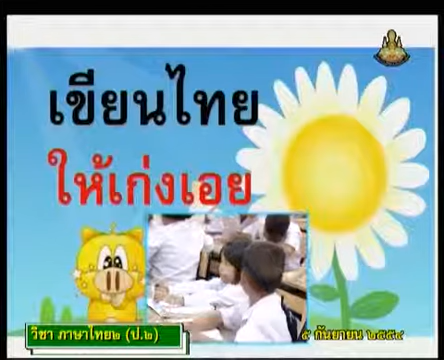 เขียนไทย
ให้เก่งเอย
วิชา ภาษาไทย๒ (ป.๒)
๕ กันยายน ๒๕๕๔